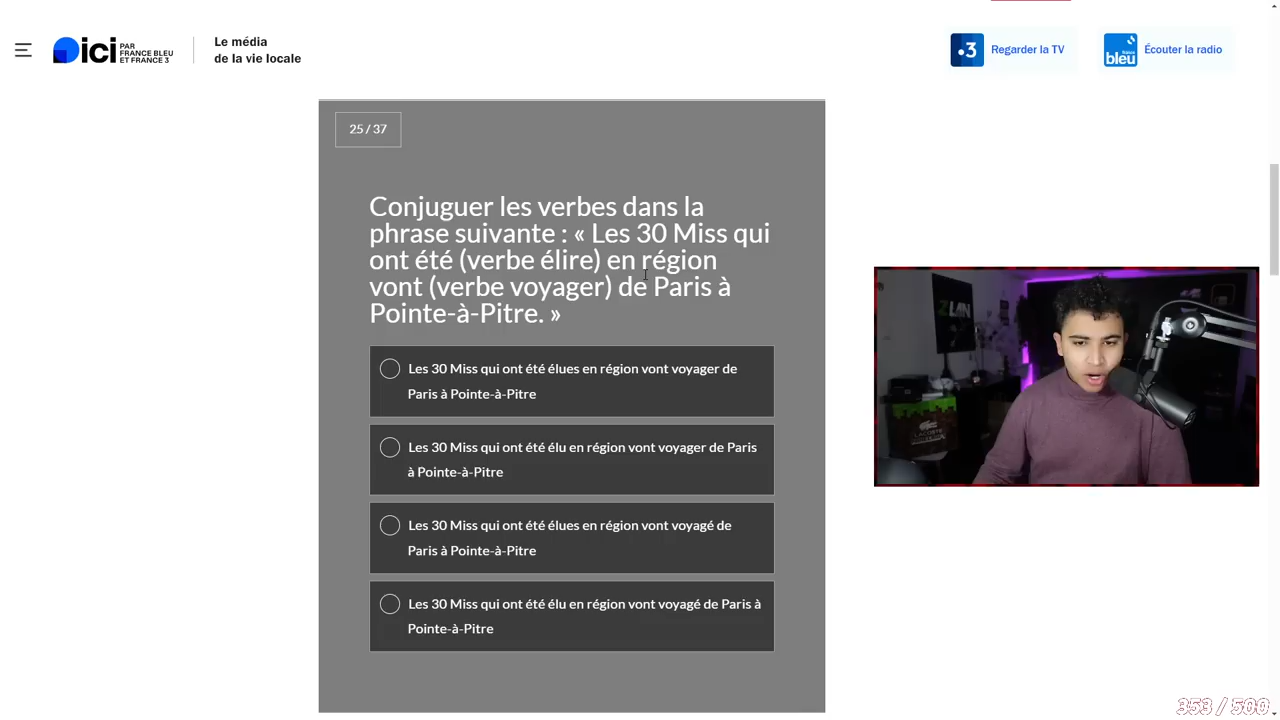 ici
PAR
FRANCE BLEU
ET FRANCE 3
Le média
de la vie locale
.3
Regarder la TV
france
bleu
Écouter la radio
25 / 37
Conjuguer les verbes dans la
phrase suivante : « Les 30 Miss qui
ont été (verbe élire) en région
vont (verbe voyager) de Paris à
Pointe-à-Pitre. »
Les 30 Miss qui ont été élues en région vont voyager de
Paris à Pointe-à-Pitre
Les 30 Miss qui ont été élu en région vont voyager de Paris
à Pointe-à-Pitre
Les 30 Miss qui ont été élues en région vont voyagé de
Paris à Pointe-à-Pitre
Les 30 Miss qui ont été élu en région vont voyagé de Paris à
Pointe-à-Pitre
ZLAN
353 / 500